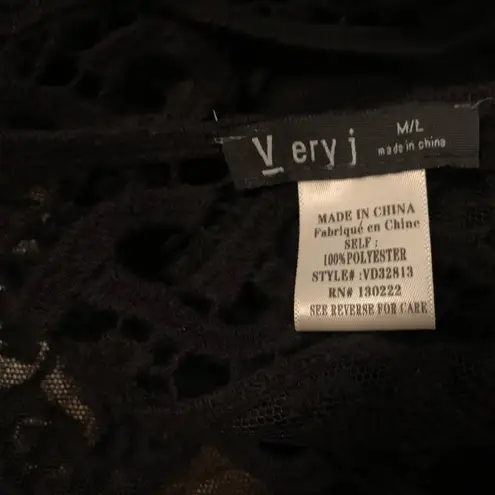 Very j
M/L
made in china
MADE IN CHINA
Fabriqué en Chine
SELF :
100%POLYESTER
STYLE# :VD32813
RN# 130222
SEE REVERSE FOR CARE